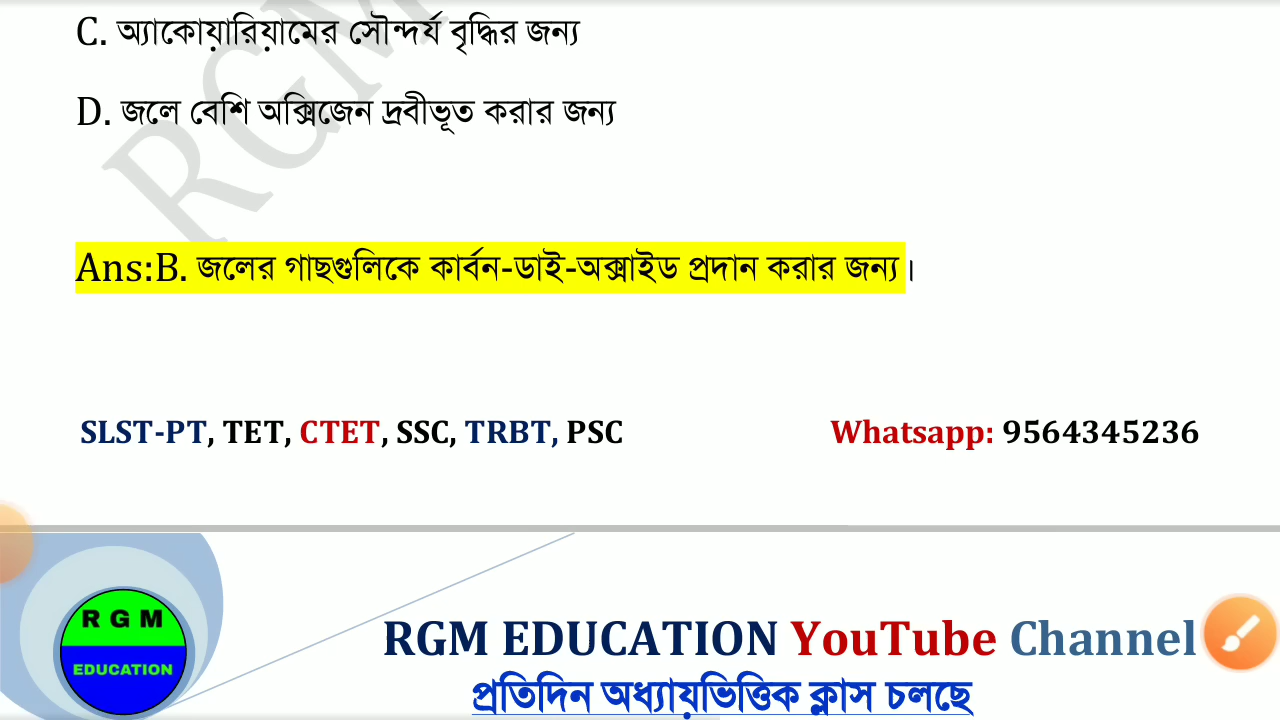 C. অ্যাকোয়ারিয়ামের সৌন্দর্য বৃদ্ধির জন্য
D. জলে বেশি অক্সিজেন দ্রবীভূত করার জন্য
RGM
Ans:B. জলের গাছগুলিকে কার্বন-ডাই-অক্সাইড প্রদান করার জন্য।
SLST-PT, TET, CTET, SSC, TRBT, PSC Whatsapp: 9564345236
R G M
EDUCATION
RGM EDUCATION YouTube Channel
প্রতিদিন অধ্যায়ভিত্তিক ক্লাস চলছে